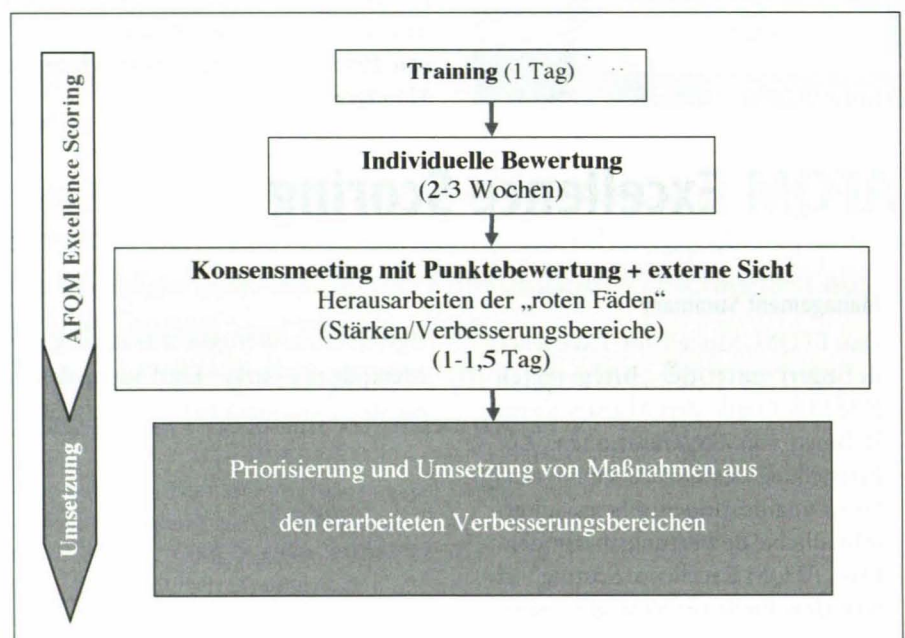 AFQM Excellence Scoring
Umsetzung
Training (1 Tag)
Individuelle Bewertung
(2-3 Wochen)
Konsensmeeting mit Punktebewertung + externe Sicht
Herausarbeiten der „roten Fäden“
(Stärken/Verbesserungsbereiche)
(1-1,5 Tag)
Priorisierung und Umsetzung von Maßnahmen aus
den erarbeiteten Verbesserungsbereichen